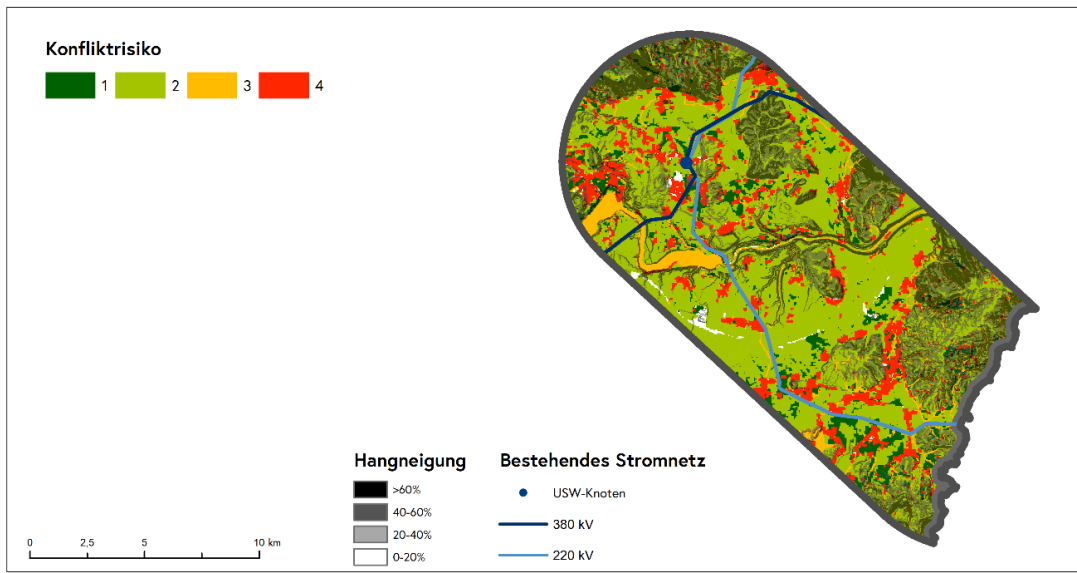 Konfliktrisiko
1 2 3 4
Hangneigung
>60%
40-60%
20-40%
0-20%
Bestehendes Stromnetz
USW-Knoten
380 kV
220 kV
0 2,5 5 10 km